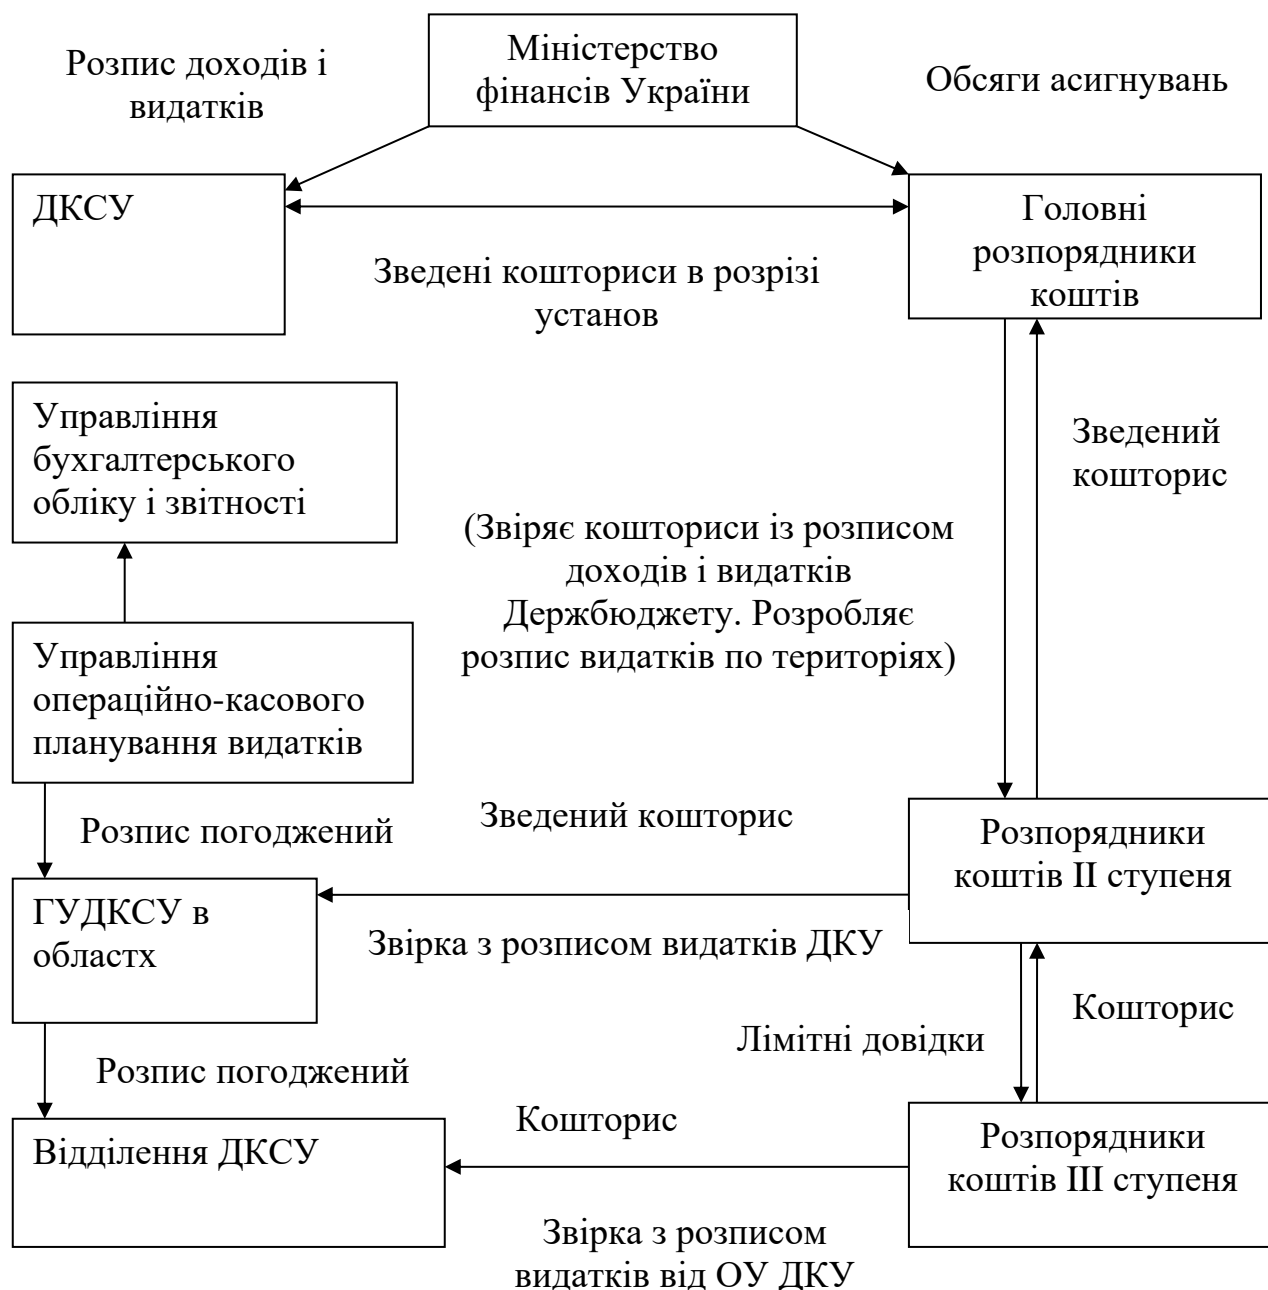 Розпис доходів і
видатків
Міністерство
фінансів України
Обсяги асигнувань
ДКСУ
Головні
розпорядники
коштів
Зведені кошториси в розрізі
установ
Управління
бухгалтерського
обліку і звітності
Зведений
кошторис
(Звіряє кошториси із розписом
доходів і видатків
Держбюджету. Розробляє
розпис видатків по територіях)
Управління
операційно-касового
планування видатків
Розпис погоджений
Зведений кошторис
Розпорядники
коштів ІІ ступеня
ГУДКСУ в
областх
Звірка з розписом видатків ДКУ
Лімітні довідки
Кошторис
Розпис погоджений
Кошторис
Відділення ДКСУ
Розпорядники
коштів ІІІ ступеня
Звірка з розписом
видатків від ОУ ДКУ